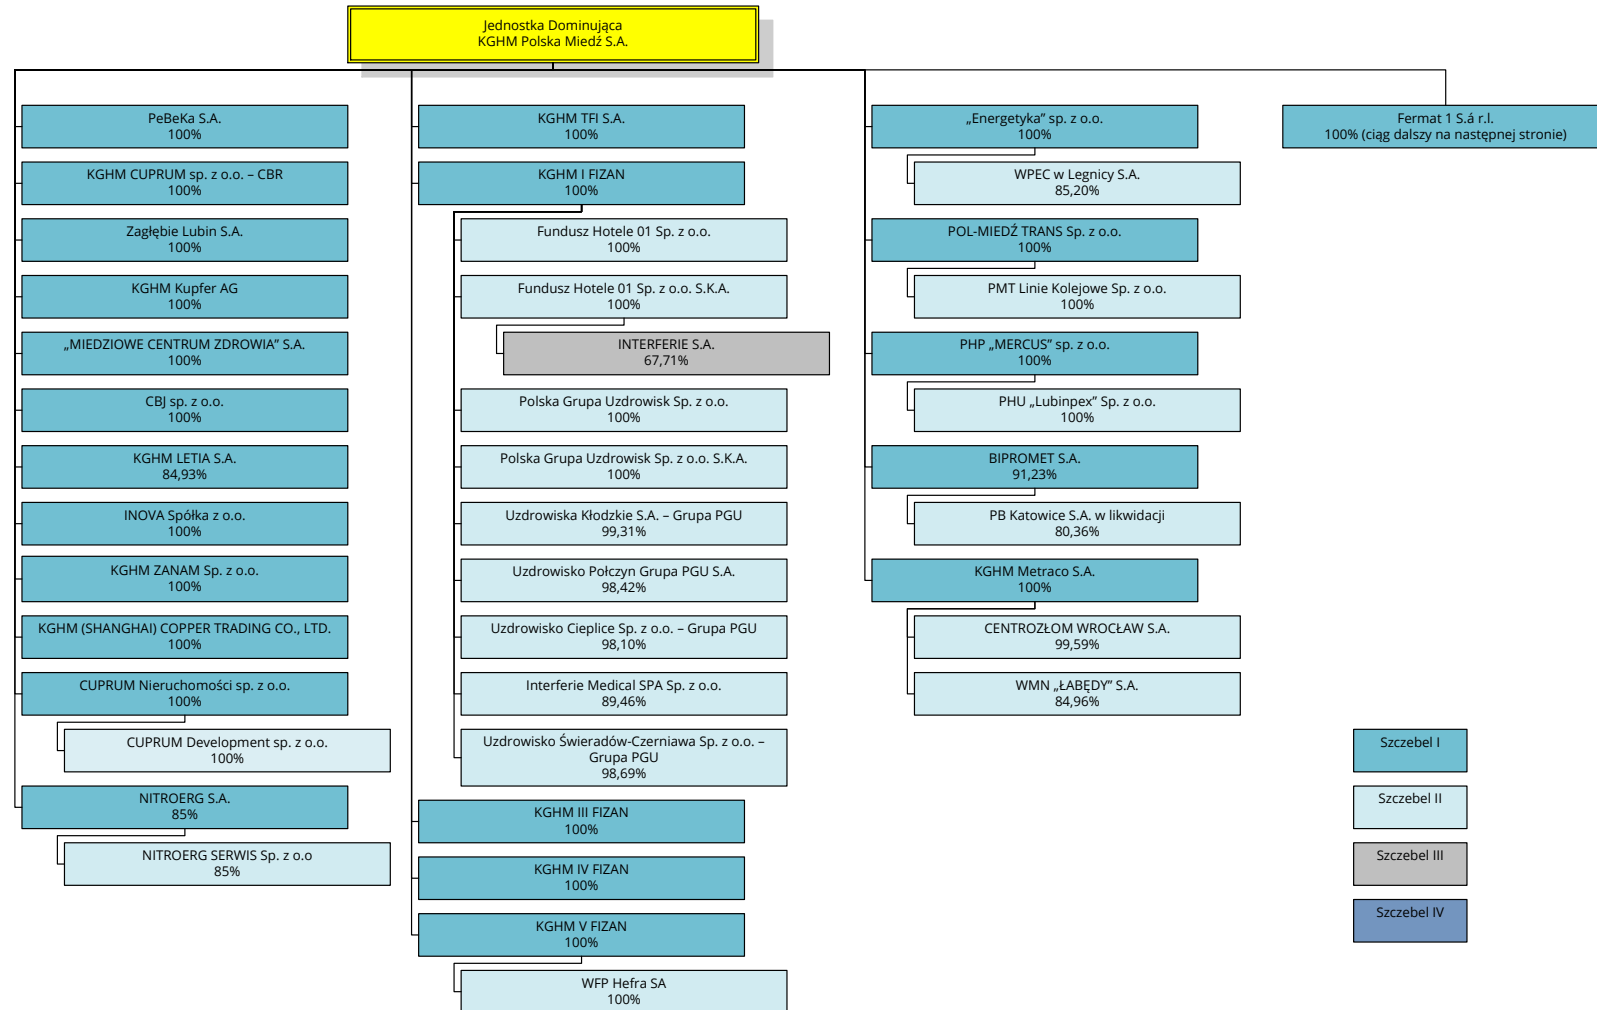 Jednostka Dominująca
KGHM Polska Miedź S.A.
PeBeKa S.A.
100%
KGHM CUPRUM sp. z o.o. – CBR
100%
Zagłębie Lubin S.A.
100%
KGHM Kupfer AG
100%
„MIEDZIOWE CENTRUM ZDROWIA” S.A.
100%
CBJ sp. z o.o.
100%
KGHM LETIA S.A.
84,93%
INOVA Spółka z o.o.
100%
KGHM ZANAM Sp. z o.o.
100%
KGHM (SHANGHAI) COPPER TRADING CO., LTD.
100%
CUPRUM Nieruchomości sp. z o.o.
100%
CUPRUM Development sp. z o.o.
100%
NITROERG S.A.
85%
NITROERG SERWIS Sp. z o.o
85%
KGHM TFI S.A.
100%
KGHM I FIZAN
100%
Fundusz Hotele 01 Sp. z o.o.
100%
Fundusz Hotele 01 Sp. z o.o. S.K.A.
100%
INTERFERIE S.A.
67,71%
Polska Grupa Uzdrowisk Sp. z o.o.
100%
Polska Grupa Uzdrowisk Sp. z o.o. S.K.A.
100%
Uzdrowiska Kłodzkie S.A. – Grupa PGU
99,31%
Uzdrowisko Połczyn Grupa PGU S.A.
98,42%
Uzdrowisko Cieplice Sp. z o.o. – Grupa PGU
98,10%
Interferie Medical SPA Sp. z o.o.
89,46%
Uzdrowisko Świeradów-Czerniawa Sp. z o.o. –
Grupa PGU
98,69%
KGHM III FIZAN
100%
KGHM IV FIZAN
100%
KGHM V FIZAN
100%
WFP Hefra SA
100%
„Energetyka” sp. z o.o.
100%
WPEC w Legnicy S.A.
85,20%
POL-MIEDŹ TRANS Sp. z o.o.
100%
PMT Linie Kolejowe Sp. z o.o.
100%
PHP „MERCUS” sp. z o.o.
100%
PHU „Lubinpex” Sp. z o.o.
100%
BIPROMET S.A.
91,23%
PB Katowice S.A. w likwidacji
80,36%
KGHM Metraco S.A.
100%
CENTROZŁOM WROCŁAW S.A.
99,59%
WMN „ŁABĘDY” S.A.
84,96%
Fermat 1 S.á r.l.
100% (ciąg dalszy na następnej stronie)
Szczebel I
Szczebel II
Szczebel III
Szczebel IV